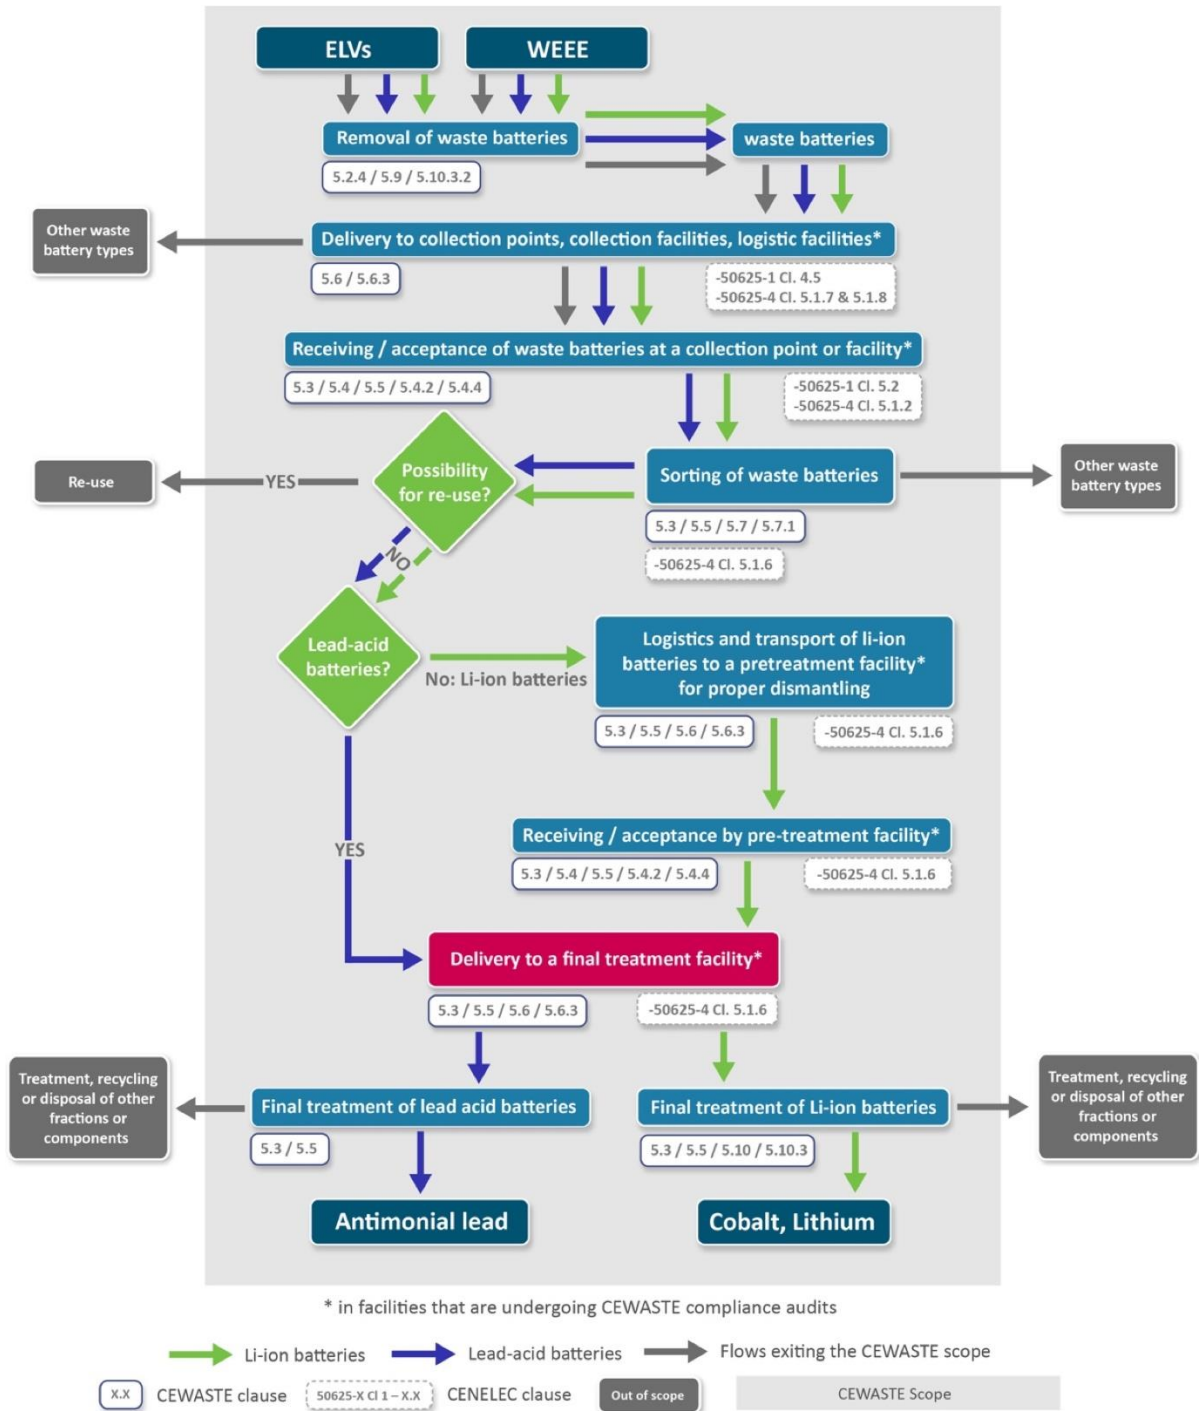 ELVs
WEEE
Removal of waste batteries
waste batteries
5.2.4 / 5.9 / 5.10.3.2
Other waste
battery types
Delivery to collection points, collection facilities, logistic facilities*
5.6 / 5.6.3
-50625-1 Cl. 4.5
-50625-4 Cl. 5.1.7 & 5.1.8
Receiving / acceptance of waste batteries at a collection point or facility*
5.3 / 5.4 / 5.5 / 5.4.2 / 5.4.4
-50625-1 Cl. 5.2
-50625-4 Cl. 5.1.2
Re-use
YES
Possibility
for re-use?
Sorting of waste batteries
Other waste
battery types
5.3 / 5.5 / 5.7 / 5.7.1
-50625-4 Cl. 5.1.6
NO
Lead-acid
batteries?
No: Li-ion batteries
Logistics and transport of li-ion
batteries to a pretreatment facility*
for proper dismantling
5.3 / 5.5 / 5.6 / 5.6.3
-50625-4 Cl. 5.1.6
Receiving / acceptance by pre-treatment facility*
5.3 / 5.4 / 5.5 / 5.4.2 / 5.4.4
-50625-4 Cl. 5.1.6
YES
Delivery to a final treatment facility*
5.3 / 5.5 / 5.6 / 5.6.3
-50625-4 Cl. 5.1.6
Treatment, recycling
or disposal of other
fractions or
components
Final treatment of lead acid batteries
Final treatment of Li-ion batteries
Treatment, recycling
or disposal of other
fractions or
components
5.3 / 5.5
5.3 / 5.5 / 5.10 / 5.10.3
Antimonial lead
Cobalt, Lithium
* in facilities that are undergoing CEWASTE compliance audits
Li-ion batteries
Lead-acid batteries
Flows exiting the CEWASTE scope
X.X
CEWASTE clause
50625-X Cl 1 – X.X
CENELEC clause
Out of scope
CEWASTE Scope